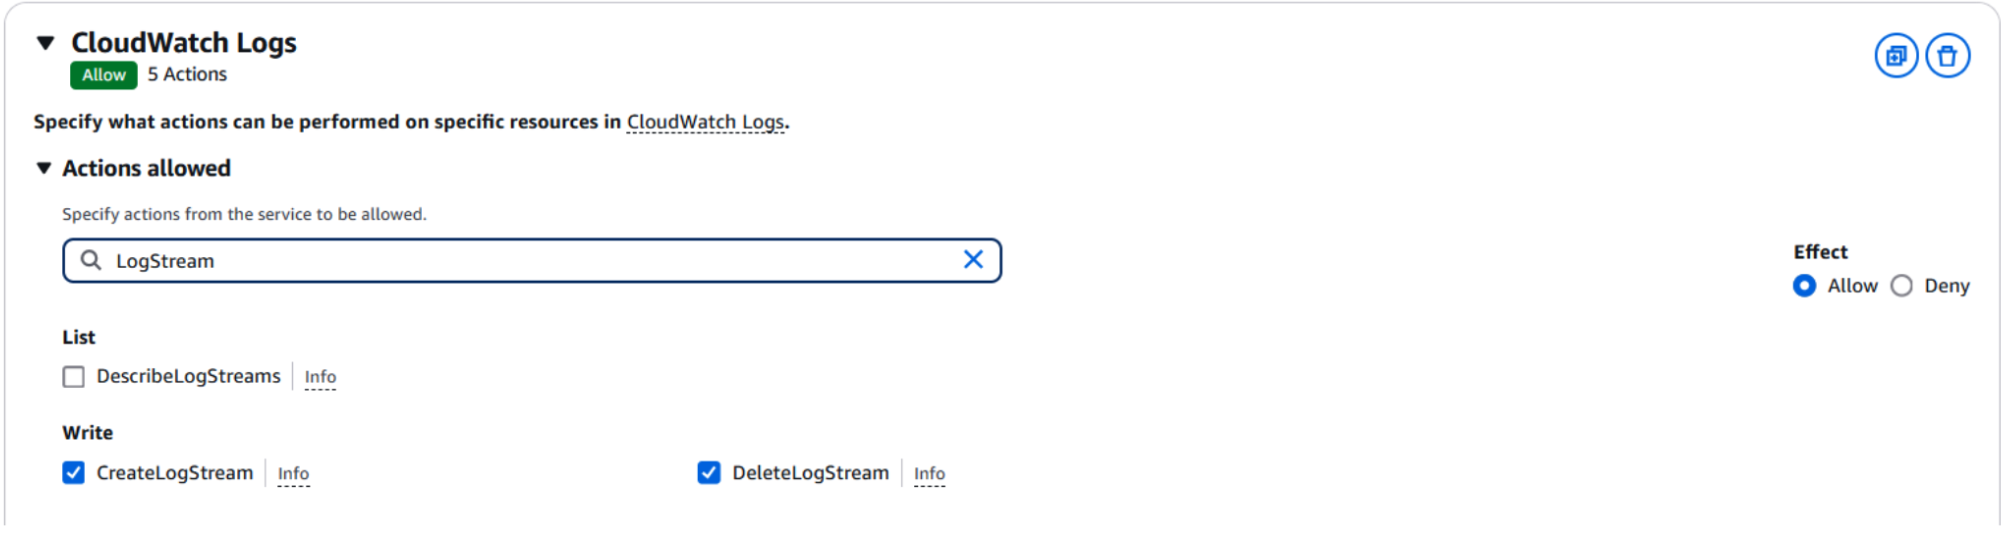 CloudWatch Logs
Allow 5 Actions
Specify what actions can be performed on specific resources in CloudWatch Logs.
Actions allowed
Specify actions from the service to be allowed.
LogStream
Effect
Allow Deny
List
DescribeLogStreams Info
Write
CreateLogStream Info DeleteLogStream Info